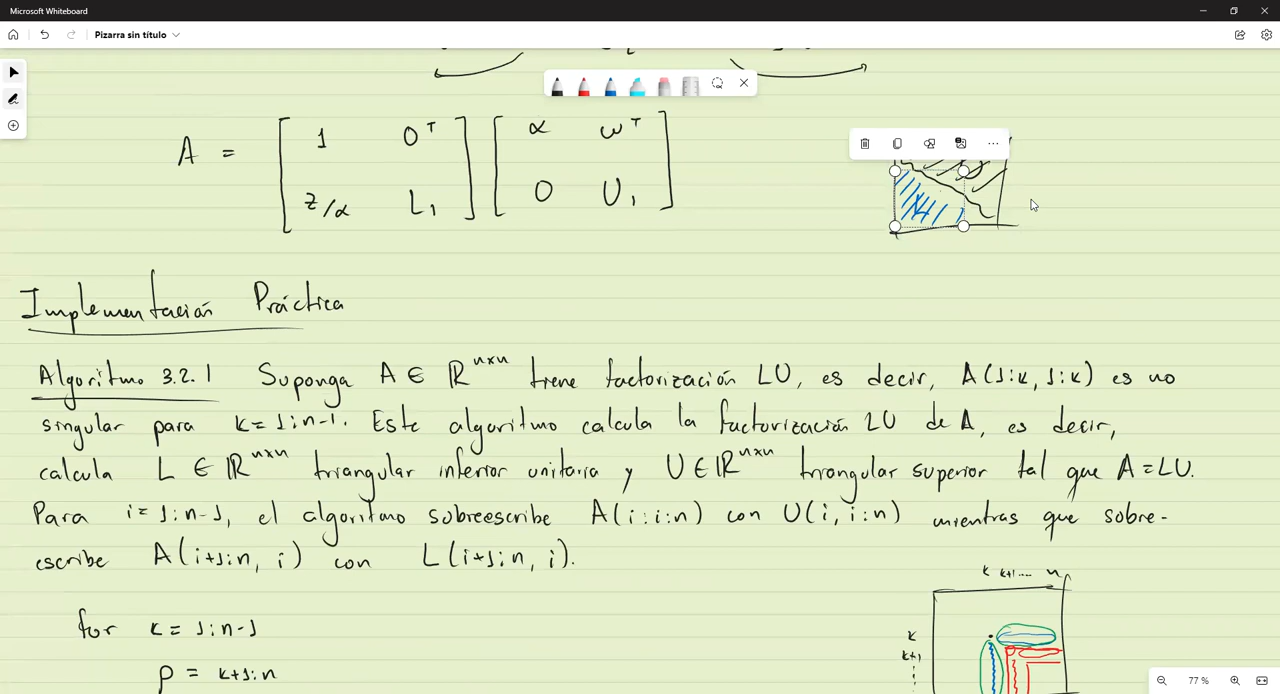 Microsoft Whiteboard
Pizarra sin título
A = [ 1 0ᵀ ; z/α L₁ ] [ α wᵀ ; 0 U₁ ]
Implementación Práctica
Algoritmo 3.2.1 Suponga A ∈ ℝⁿˣⁿ tiene factorización LU, es decir, A(1:k, 1:k) es no
singular para k=1:n-1. Este algoritmo calcula la factorización LU de A, es decir,
calcula L ∈ ℝⁿˣⁿ triangular inferior unitaria y U ∈ ℝⁿˣⁿ triangular superior tal que A = LU.
Para i=1:n-1, el algoritmo sobreescribe A(i:i:n) con U(i, i:n) mientras que sobre-
escribe A(i+1:n, i) con L(i+1:n, i).
k k+1.... n
for k = 1:n-1
k
k+1
ρ = k+1:n
77 %